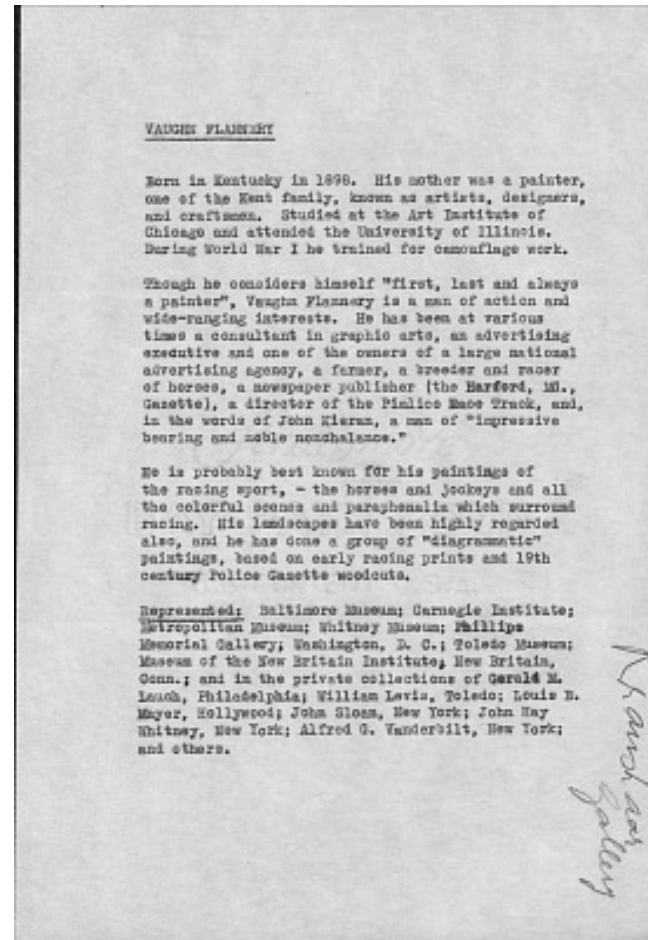 VAUGHN FLANNERY
Born in Kentucky in 1898. His mother was a painter,
one of the Kent family, known as artists, designers,
and craftsmen. Studied at the Art Institute of
Chicago and attended the University of Illinois.
During World War I he trained for camouflage work.
Though he considers himself "first, last and always
a painter", Vaughn Flannery is a man of action and
wide-ranging interests. He has been at various
times a consultant in graphic arts, an advertising
executive and one of the owners of a large national
advertising agency, a farmer, a breeder and racer
of horses, a newspaper publisher (the Harford, Md.,
Gazette), a director of the Pimlico Race Track, and,
in the words of John Kieran, a man of "impressive
bearing and noble nonchalance."
He is probably best known for his paintings of
the racing sport, - the horses and jockeys and all
the colorful scenes and paraphenalia which surround
racing. His landscapes have been highly regarded
also, and he has done a group of "diagrammatic"
paintings, based on early racing prints and 19th
century Police Gazette woodcuts.
Represented: Baltimore Museum; Carnegie Institute;
Metropolitan Museum; Whitney Museum; Phillips
Memorial Gallery; Washington, D. C.; Toledo Museum;
Museum of the New Britain Institute, New Britain,
Conn.; and in the private collections of Gerald M.
Lauch, Philadelphia; William Levis, Toledo; Louis B.
Mayer, Hollywood; John Sloan, New York; John Hay
Whitney, New York; Alfred G. Vanderbilt, New York;
and others.
Kraushaar
Gallery